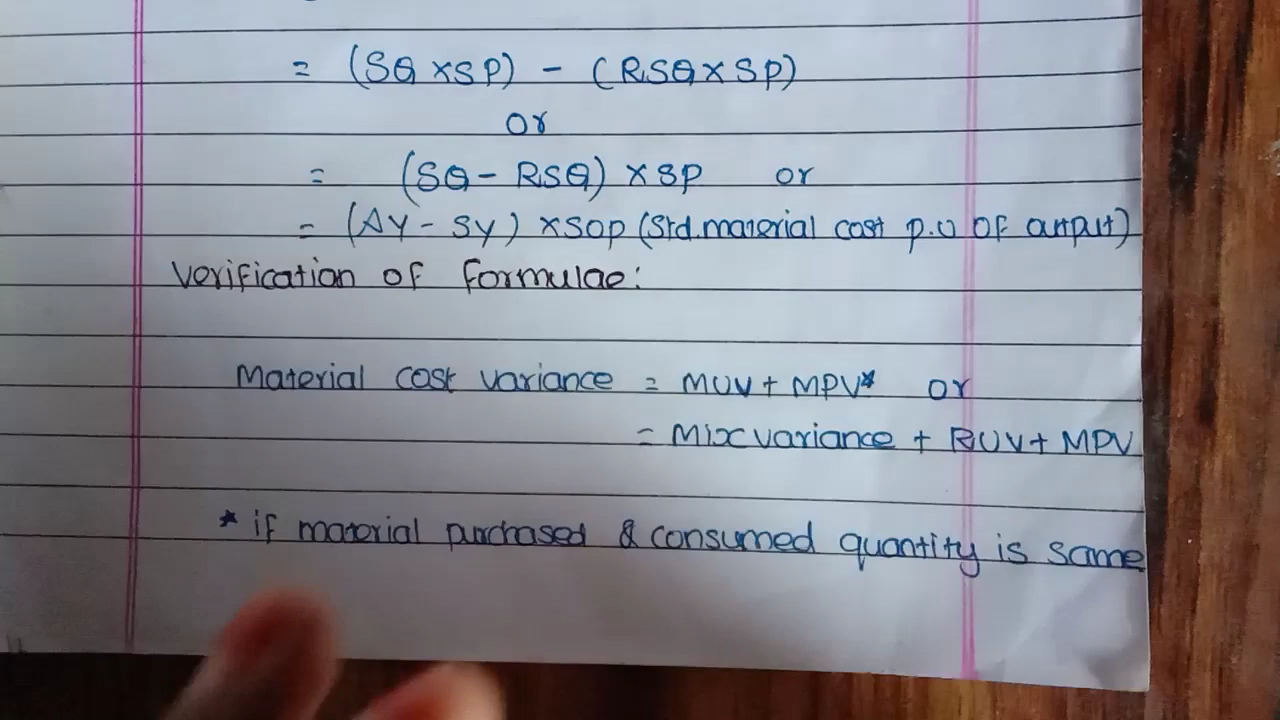 = (SQ × SP) - (RSQ × SP)
or
= (SQ - RSQ) × SP or
= (AY - SY) × SOP (Std. material cost p.u of output)
Verification of formulae:
Material cost variance = MUV + MPV* or
= Mix variance + RUV + MPV
* if material purchased & consumed quantity is same